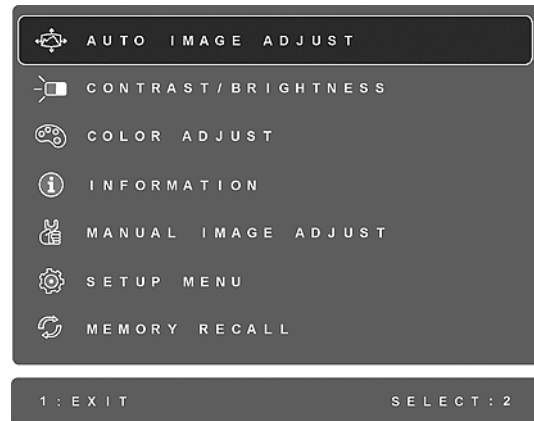 AUTO IMAGE ADJUST
CONTRAST/BRIGHTNESS
COLOR ADJUST
INFORMATION
MANUAL IMAGE ADJUST
SETUP MENU
MEMORY RECALL
1:EXIT SELECT:2